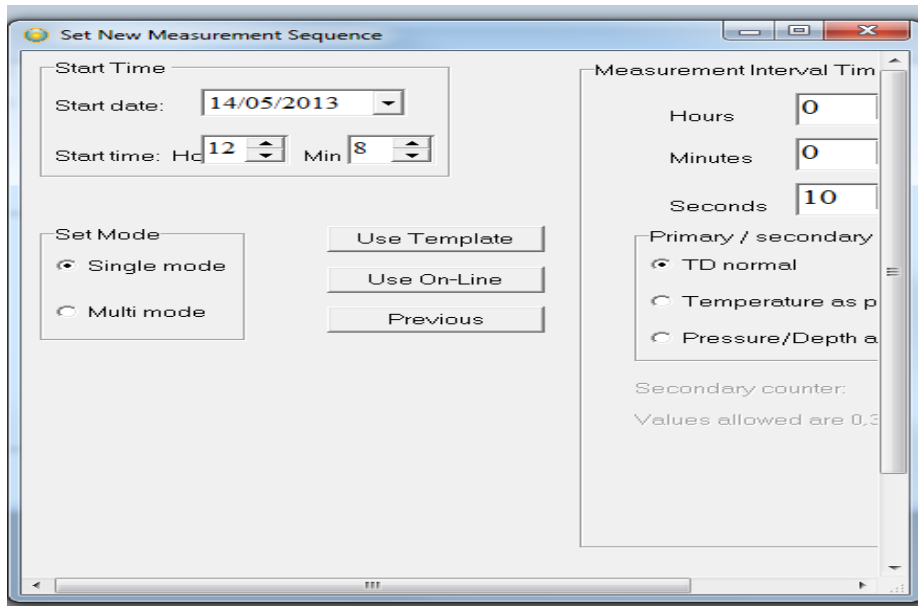 Set New Measurement Sequence
Start Time
Start date: 14/05/2013
Start time: Ho 12 Min 8
Set Mode
Single mode
Multi mode
Use Template
Use On-Line
Previous
Measurement Interval Tim
Hours 0
Minutes 0
Seconds 10
Primary / secondary
TD normal
Temperature as p
Pressure/Depth a
Secondary counter:
Values allowed are 0,3